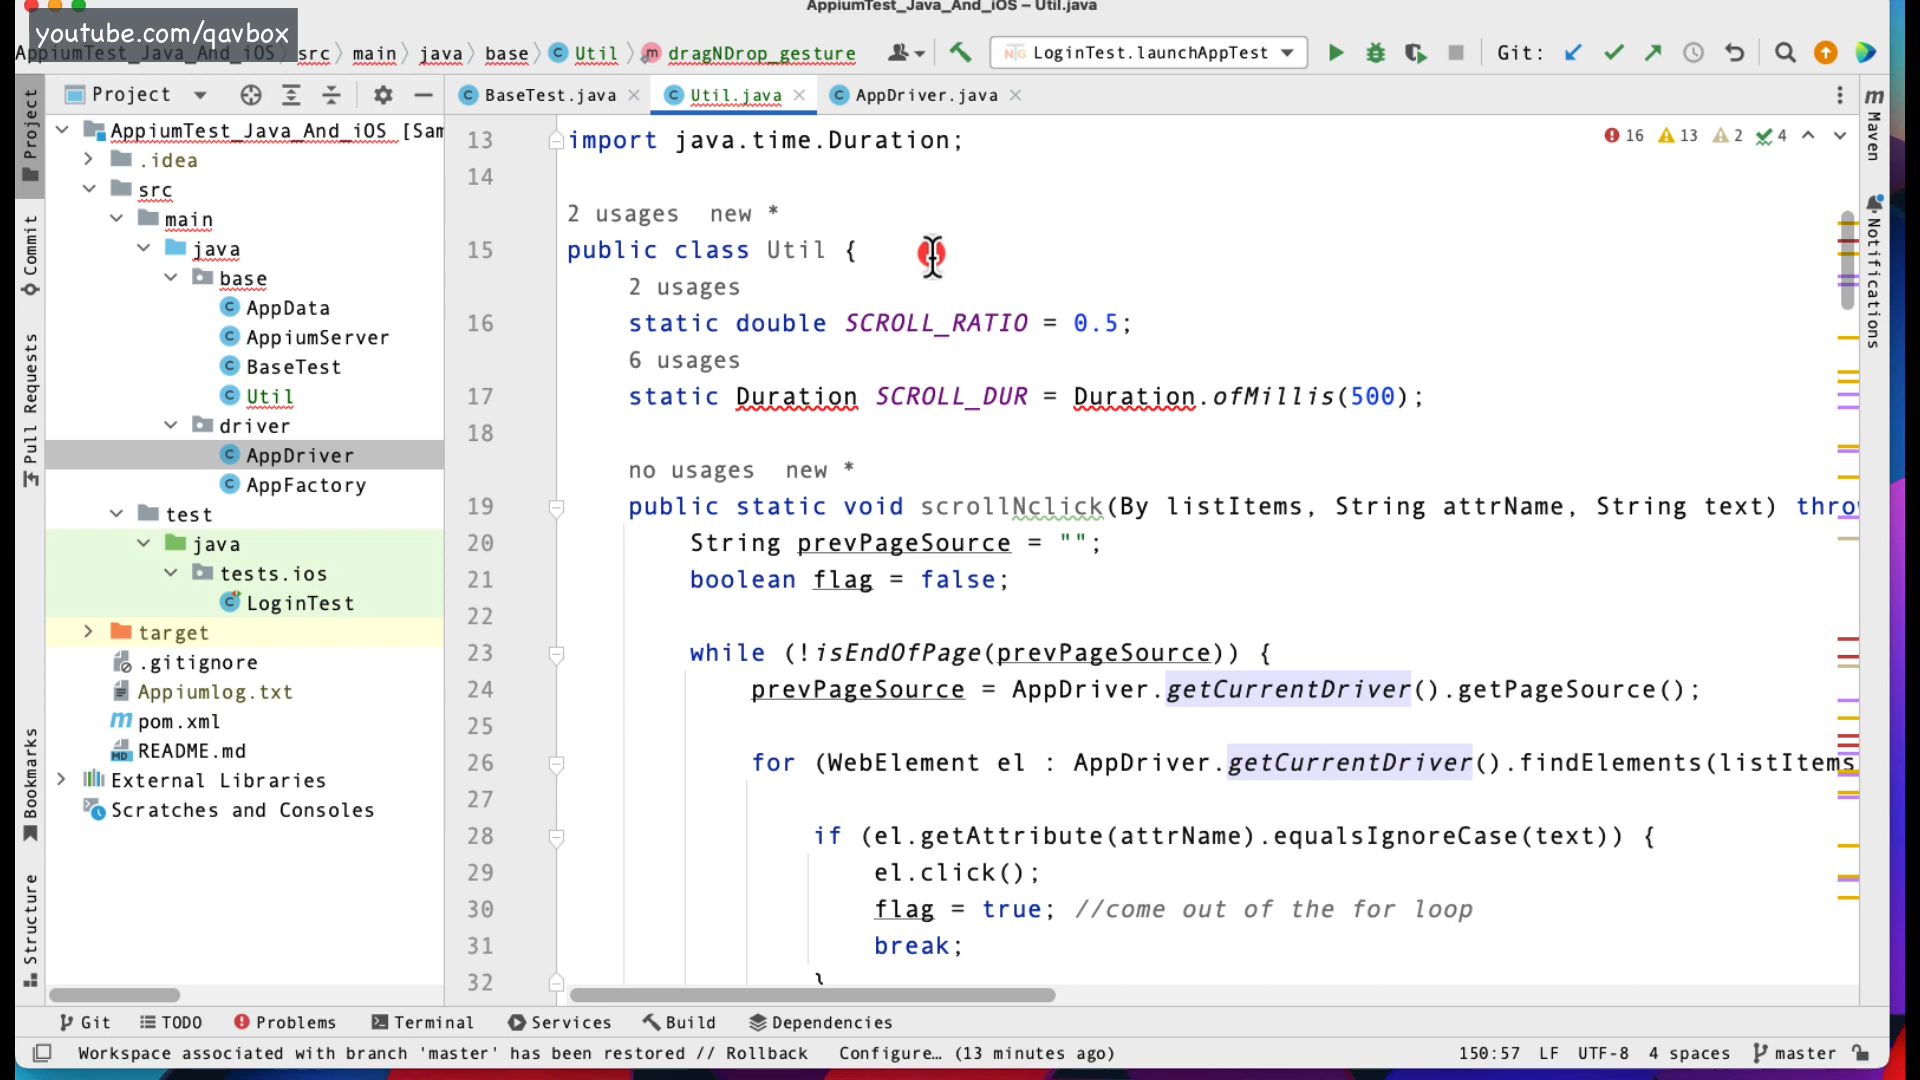 AppiumTest_Java_And_iOS – Util.java
youtube.com/qavbox
AppiumTest_Java_And_iOS src main java base Util dragNDrop_gesture
LoginTest.launchAppTest
Git:
Project
BaseTest.java
Util.java
AppDriver.java
AppiumTest_Java_And_iOS [Sam
.idea
src
main
java
base
AppData
AppiumServer
BaseTest
Util
driver
AppDriver
AppFactory
test
java
tests.ios
LoginTest
target
.gitignore
Appiumlog.txt
pom.xml
README.md
External Libraries
Scratches and Consoles
Project
Commit
Pull Requests
Bookmarks
Structure
16 13 2 4
13 import java.time.Duration;
14
2 usages new *
15 public class Util {
2 usages
16 static double SCROLL_RATIO = 0.5;
6 usages
17 static Duration SCROLL_DUR = Duration.ofMillis(500);
18
no usages new *
19 public static void scrollNclick(By listItems, String attrName, String text) thro
20 String prevPageSource = "";
21 boolean flag = false;
22
23 while (!isEndOfPage(prevPageSource)) {
24 prevPageSource = AppDriver.getCurrentDriver().getPageSource();
25
26 for (WebElement el : AppDriver.getCurrentDriver().findElements(listItems
27
28 if (el.getAttribute(attrName).equalsIgnoreCase(text)) {
29 el.click();
30 flag = true; //come out of the for loop
31 break;
32 }
m
Maven
Notifications
Git TODO Problems Terminal Services Build Dependencies
Workspace associated with branch 'master' has been restored // Rollback Configure... (13 minutes ago)
150:57 LF UTF-8 4 spaces master